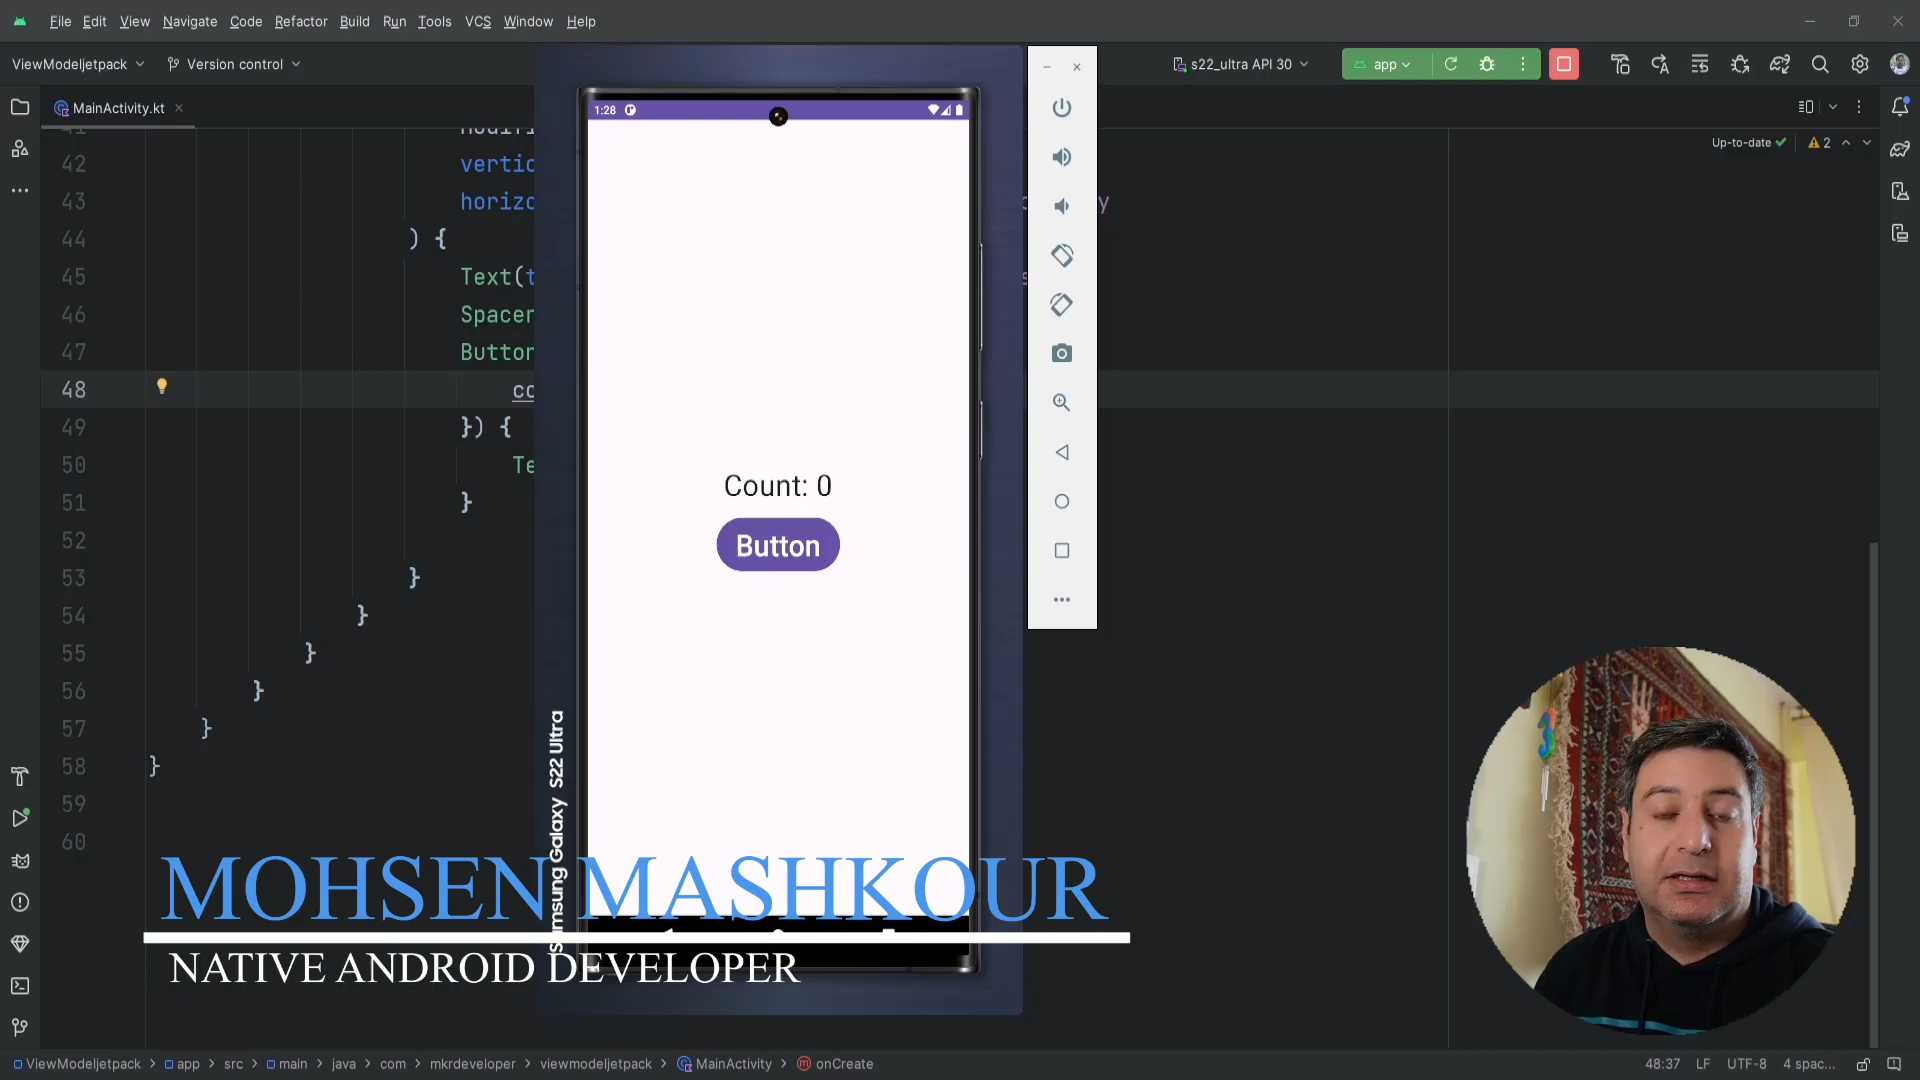 File Edit View Navigate Code Refactor Build Run Tools VCS Window Help
ViewModeljetpack Version control s22_ultra API 30 app
MainActivity.kt
1:28
Up-to-date 2
41
42 vertic
43 horizo y
44 ) {
45 Text(t
46 Spacer
47 Button
48 co
49 }) {
50 Te
51 }
52
53 }
54 }
55 }
56 }
57 }
58 }
59
60
Count: 0
Button
Samsung Galaxy S22 Ultra
MOHSEN MASHKOUR
NATIVE ANDROID DEVELOPER
ViewModeljetpack > app > src > main > java > com > mkrdeveloper > viewmodeljetpack > MainActivity > onCreate 48:37 LF UTF-8 4 spac...